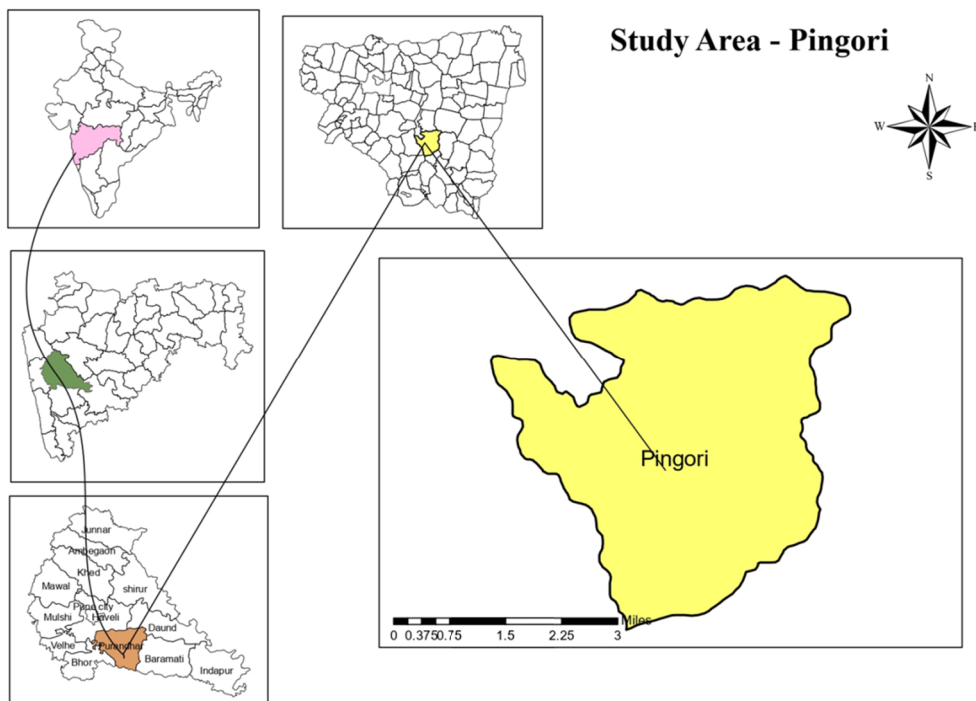 Study Area - Pingori
N
W
E
S
Pingori
Junnar
Ambegaon
Khed
Mawal
shirur
Pune city
Mulshi
Haveli
Daund
Velhe
Purandhar
Bhor
Baramati
Indapur
Miles
0 0.375 0.75 1.5 2.25 3